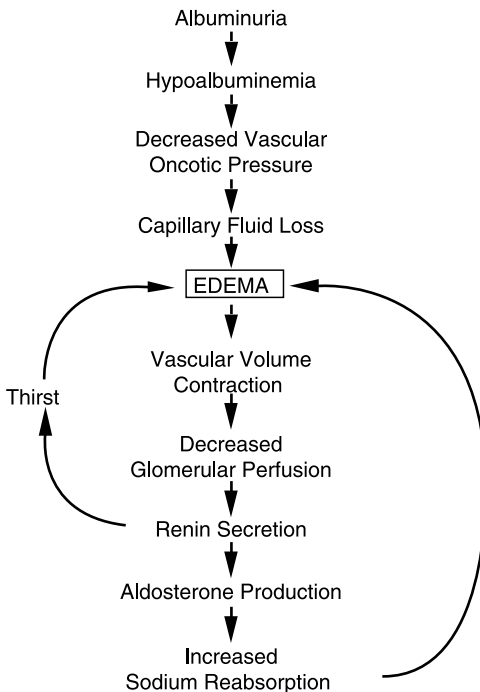 Albuminuria
Hypoalbuminemia
Decreased Vascular
Oncotic Pressure
Capillary Fluid Loss
EDEMA
Vascular Volume
Contraction
Thirst
Decreased
Glomerular Perfusion
Renin Secretion
Aldosterone Production
Increased
Sodium Reabsorption